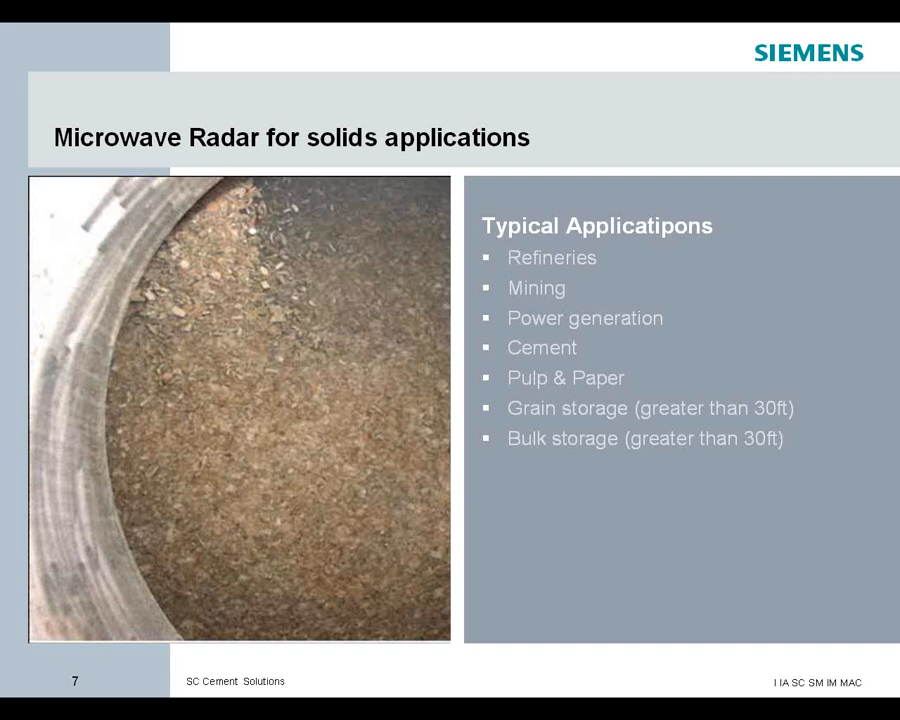 SIEMENS
Microwave Radar for solids applications
Typical Applicatipons
Refineries
Mining
Power generation
Cement
Pulp & Paper
Grain storage (greater than 30ft)
Bulk storage (greater than 30ft)
7
SC Cement Solutions
I IA SC SM IM MAC